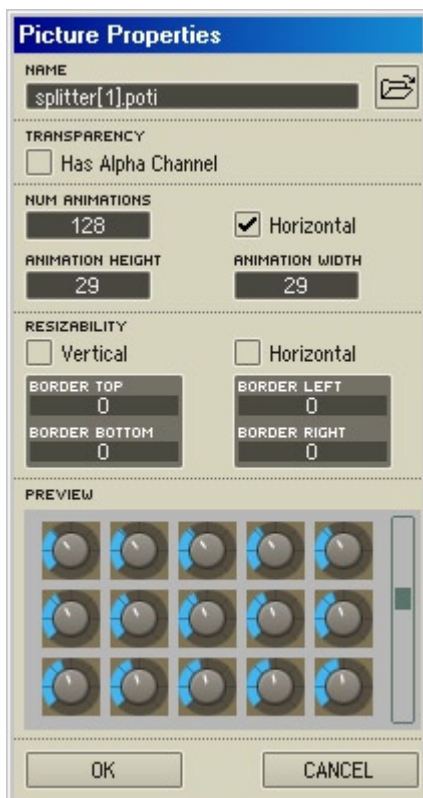 Picture Properties
NAME
splitter[1].poti
TRANSPARENCY
Has Alpha Channel
NUM ANIMATIONS
128
Horizontal
ANIMATION HEIGHT
ANIMATION WIDTH
29
29
RESIZABILITY
Vertical
Horizontal
BORDER TOP
0
BORDER LEFT
0
BORDER BOTTOM
0
BORDER RIGHT
0
PREVIEW
OK
CANCEL